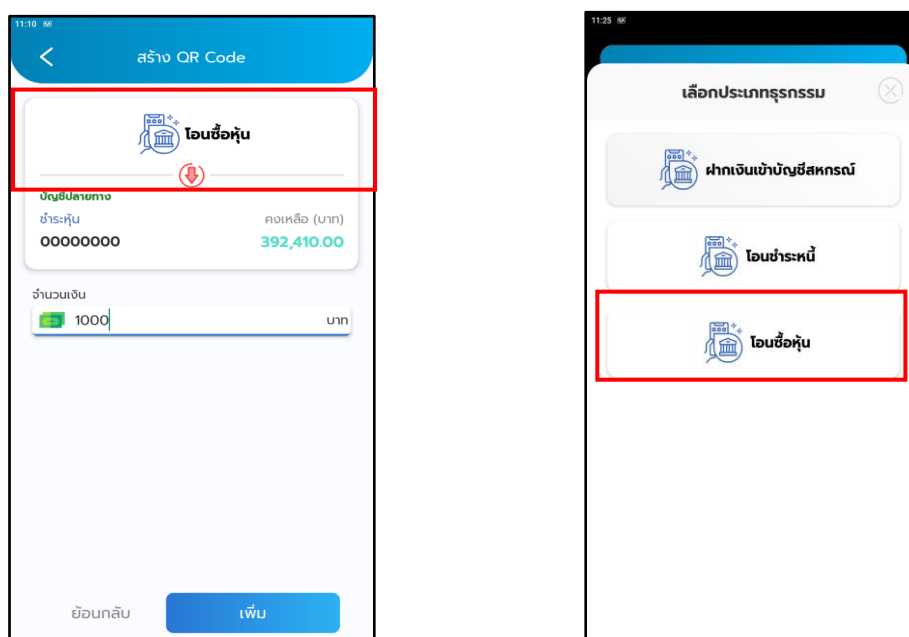 11:10
สร้าง QR Code
โอนซื้อหุ้น
บัญชีปลายทาง
ชำระหุ้น
คงเหลือ (บาท)
00000000
392,410.00
จำนวนเงิน
1000
บาท
ย้อนกลับ
เพิ่ม
11:25
เลือกประเภทธุรกรรม
ฝากเงินเข้าบัญชีสหกรณ์
โอนชำระหนี้
โอนซื้อหุ้น